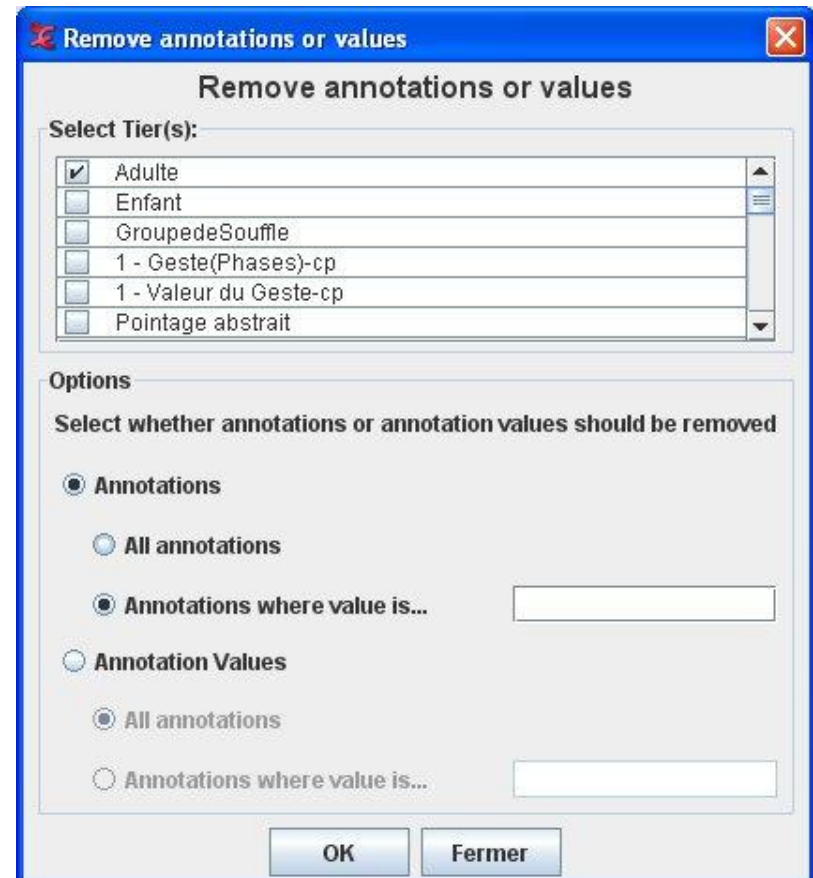 Remove annotations or values
Remove annotations or values
Select Tier(s):
Adulte
Enfant
GroupedeSouffle
1 - Geste(Phases)-cp
1 - Valeur du Geste-cp
Pointage abstrait
Options
Select whether annotations or annotation values should be removed
Annotations
All annotations
Annotations where value is...
Annotation Values
All annotations
Annotations where value is...
OK Fermer